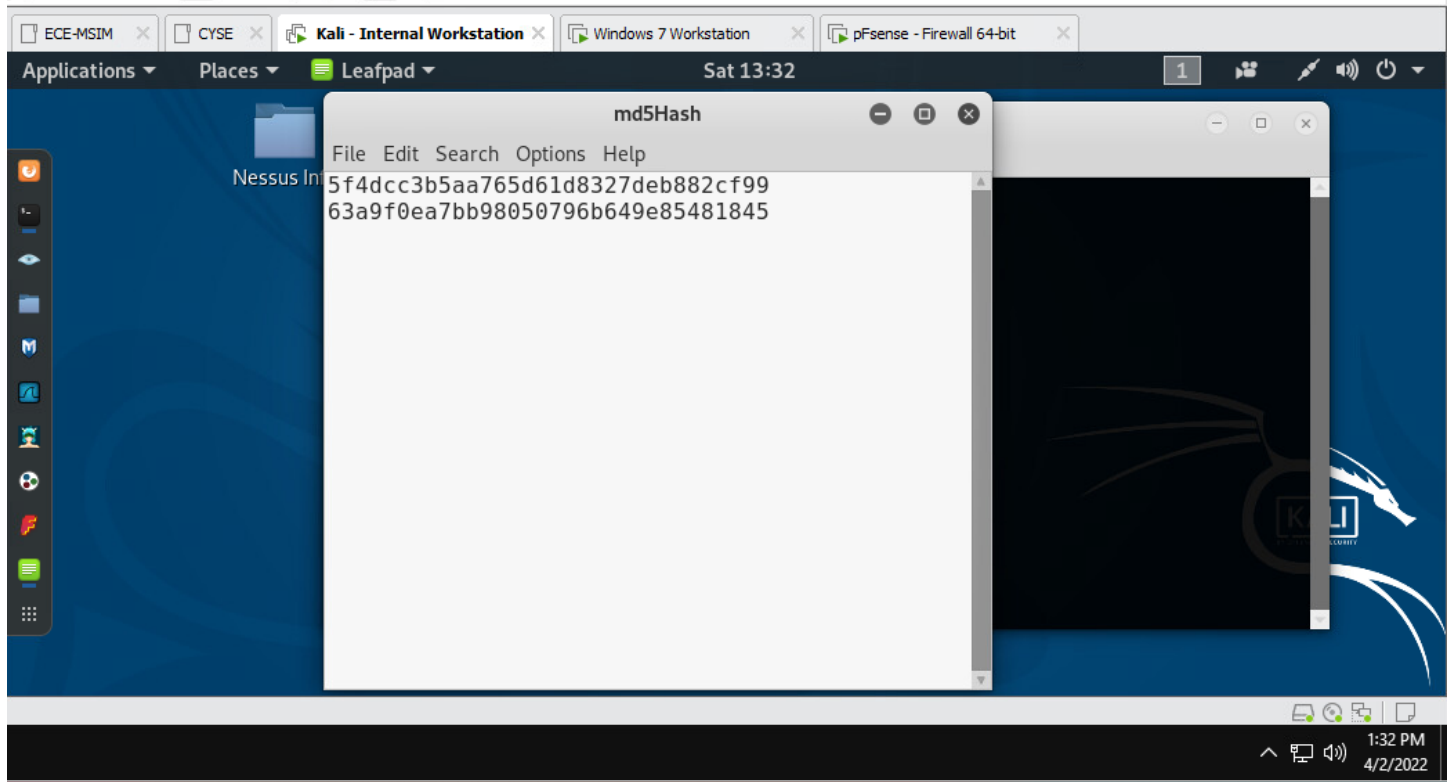 ECE-MSIM CYSE Kali - Internal Workstation Windows 7 Workstation pFsense - Firewall 64-bit
Applications Places Leafpad Sat 13:32 1
md5Hash
File Edit Search Options Help
Nessus In
5f4dcc3b5aa765d61d8327deb882cf99
63a9f0ea7bb98050796b649e85481845
KALI
1:32 PM
4/2/2022